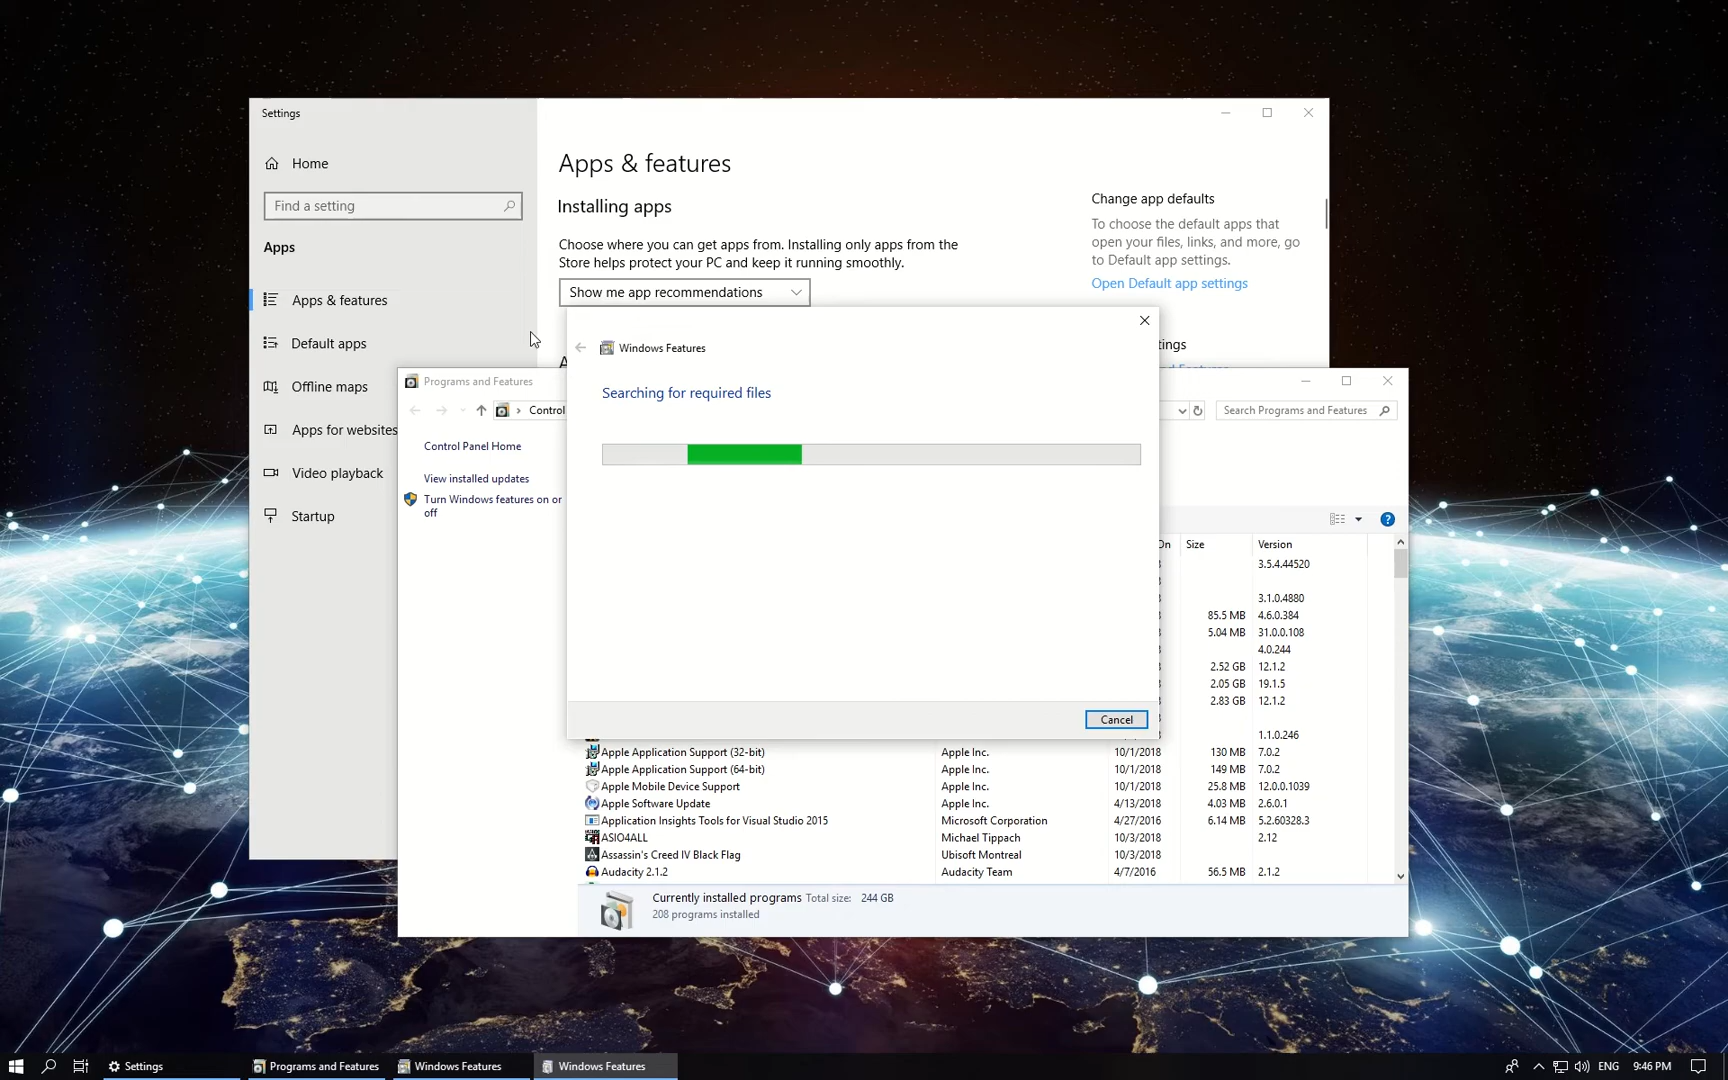 Settings
Home
Find a setting
Apps
Apps & features
Default apps
Offline maps
Apps for websites
Video playback
Startup
Apps & features
Installing apps
Choose where you can get apps from. Installing only apps from the
Store helps protect your PC and keep it running smoothly.
Show me app recommendations
Change app defaults
To choose the default apps that
open your files, links, and more, go
to Default app settings.
Open Default app settings
Programs and Features
Control
Search Programs and Features
Control Panel Home
View installed updates
Turn Windows features on or
off
Windows Features
Searching for required files
Cancel
On Size Version
3.5.4.44520
3.1.0.4880
85.5 MB 4.6.0.384
5.04 MB 31.0.0.108
4.0.244
2.52 GB 12.1.2
2.05 GB 19.1.5
2.83 GB 12.1.2
1.1.0.246
Apple Application Support (32-bit) Apple Inc. 10/1/2018 130 MB 7.0.2
Apple Application Support (64-bit) Apple Inc. 10/1/2018 149 MB 7.0.2
Apple Mobile Device Support Apple Inc. 10/1/2018 25.8 MB 12.0.0.1039
Apple Software Update Apple Inc. 4/13/2018 4.03 MB 2.6.0.1
Application Insights Tools for Visual Studio 2015 Microsoft Corporation 4/27/2016 6.14 MB 5.2.60328.3
ASIO4ALL Michael Tippach 10/3/2018 2.12
Assassin's Creed IV Black Flag Ubisoft Montreal 10/3/2018
Audacity 2.1.2 Audacity Team 4/7/2016 56.5 MB 2.1.2
Currently installed programs Total size: 244 GB
208 programs installed
Settings Programs and Features Windows Features Windows Features ENG 9:46 PM